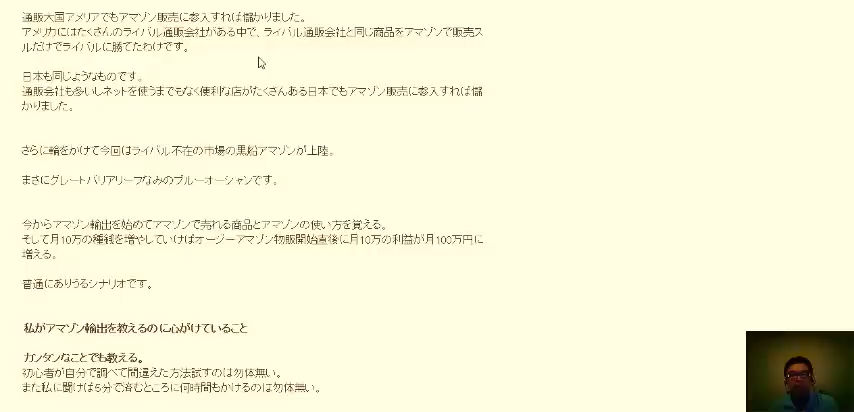 通販大国アメリアでもアマゾン販売に参入すれば儲かりました。
アメリカにはたくさんのライバル通販会社がある中で、ライバル通販会社と同じ商品をアマゾンで販売ス
ルだけでライバルに勝てたわけです。
日本も同じようなものです。
通販会社も多いしネットを使うまでもなく便利な店がたくさんある日本でもアマゾン販売に参入すれば儲
かりました。
さらに輪をかけて今回はライバル不在の市場の黒船アマゾンが上陸。
まさにグレートバリアリーフなみのブルーオーシャンです。
今からアマゾン輸出を始めてアマゾンで売れる商品とアマゾンの使い方を覚える。
そして月10万の種銭を増やしていけばオージーアマゾン物販開始直後に月10万の利益が月100万円に
増える。
普通にありうるシナリオです。
私がアマゾン輸出を教えるのに心がけていること
カンタンなことでも教える。
初心者が自分で調べて間違えた方法試すのは勿体無い。
また私に聞けば5分で済むところに何時間もかけるのは勿体無い。